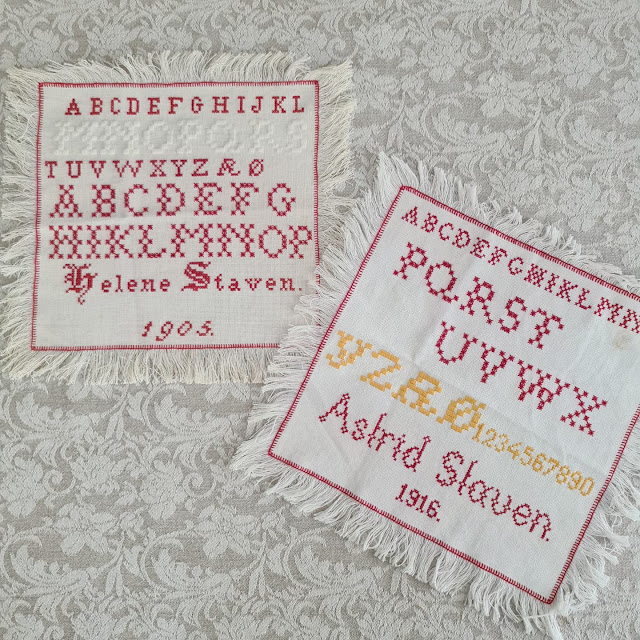 ABCDEFGHIJKL
TUVWXYZÆØ
ABCDEFG
HIKLMNOP
Helene Staven.
1905.
ABCDEFGHIKLMN
PQRST
UVWX
YZÆØ1234567890
Astrid Staven
1916.